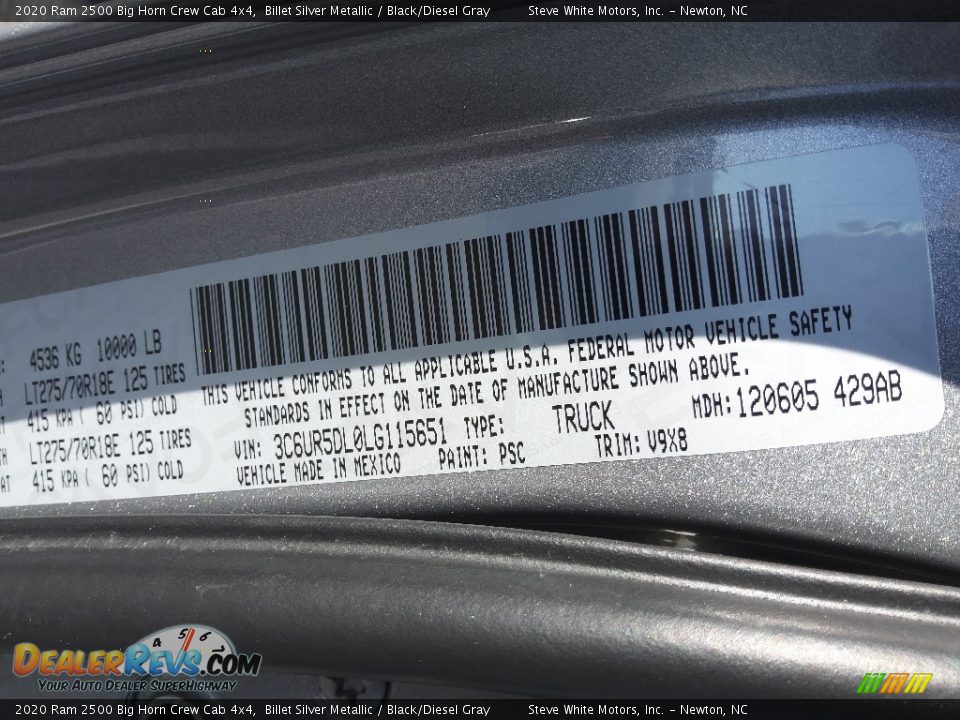 2020 Ram 2500 Big Horn Crew Cab 4x4, Billet Silver Metallic / Black/Diesel Gray Steve White Motors, Inc. - Newton, NC
4536 KG 10000 LB
LT275/70R18E 125 TIRES
415 KPA ( 60 PSI) COLD
LT275/70R18E 125 TIRES
415 KPA ( 60 PSI) COLD
THIS VEHICLE CONFORMS TO ALL APPLICABLE U.S.A. FEDERAL MOTOR VEHICLE SAFETY
STANDARDS IN EFFECT ON THE DATE OF MANUFACTURE SHOWN ABOVE.
VIN: 3C6UR5DL0LG115651 TYPE: TRUCK MDH: 120605 429AB
VEHICLE MADE IN MEXICO PAINT: PSC TRIM: V9X8
4 5 6
DEALERREVS.COM
YOUR AUTO DEALER SUPERHIGHWAY
2020 Ram 2500 Big Horn Crew Cab 4x4, Billet Silver Metallic / Black/Diesel Gray Steve White Motors, Inc. - Newton, NC